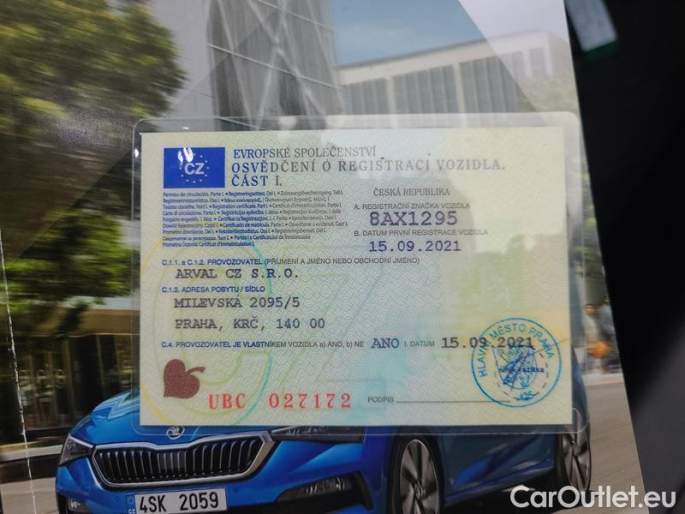 CZ
EVROPSKÉ SPOLEČENSTVÍ
OSVĚDČENÍ O REGISTRACI VOZIDLA.
ČÁST I.
ČESKÁ REPUBLIKA
A. REGISTRAČNÍ ZNAČKA VOZIDLA
8AX1295
B. DATUM PRVNÍ REGISTRACE VOZIDLA
15.09.2021
C.1.1. a C.1.2. PROVOZOVATEL (PŘÍJMENÍ A JMÉNO NEBO OBCHODNÍ JMÉNO)
ARVAL CZ S.R.O.
C.1.3. ADRESA POBYTU / SÍDLO
MILEVSKÁ 2095/5
PRAHA, KRČ, 140 00
C.4. PROVOZOVATEL JE VLASTNÍKEM VOZIDLA a) ANO, b) NE ANO I. DATUM 15.09.2021
HLAVNÍ MĚSTO PRAHA
UBC 027172
PODPIS
4SK 2059
CarOutlet.eu